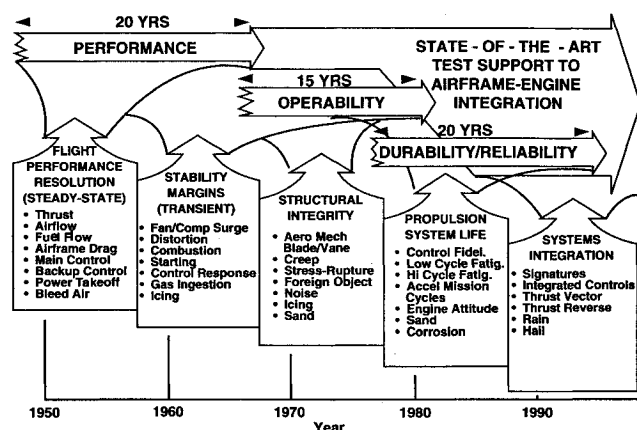 20 YRS
PERFORMANCE
STATE - OF - THE - ART
TEST SUPPORT TO
AIRFRAME-ENGINE
INTEGRATION
15 YRS
OPERABILITY
20 YRS
DURABILITY/RELIABILITY
FLIGHT
PERFORMANCE
RESOLUTION
(STEADY-STATE)
• Thrust
• Airflow
• Fuel Flow
• Airframe Drag
• Main Control
• Backup Control
• Power Takeoff
• Bleed Air
STABILITY
MARGINS
(TRANSIENT)
• Fan/Comp Surge
• Distortion
• Combustion
• Starting
• Control Response
• Gas Ingestion
• Icing
STRUCTURAL
INTEGRITY
• Aero Mech
Blade/Vane
• Creep
• Stress-Rupture
• Foreign Object
• Noise
• Icing
• Sand
PROPULSION
SYSTEM LIFE
• Control Fidel.
• Low Cycle Fatig.
• Hi Cycle Fatlg.
• Accel Mission
Cycles
• Engine Attitude
• Sand
• Corrosion
SYSTEMS
INTEGRATION
• Signatures
• Integrated Controls
• Thrust Vector
• Thrust Reverse
• Rain
• Hail
1950 1960 1970 1980 1990
Year